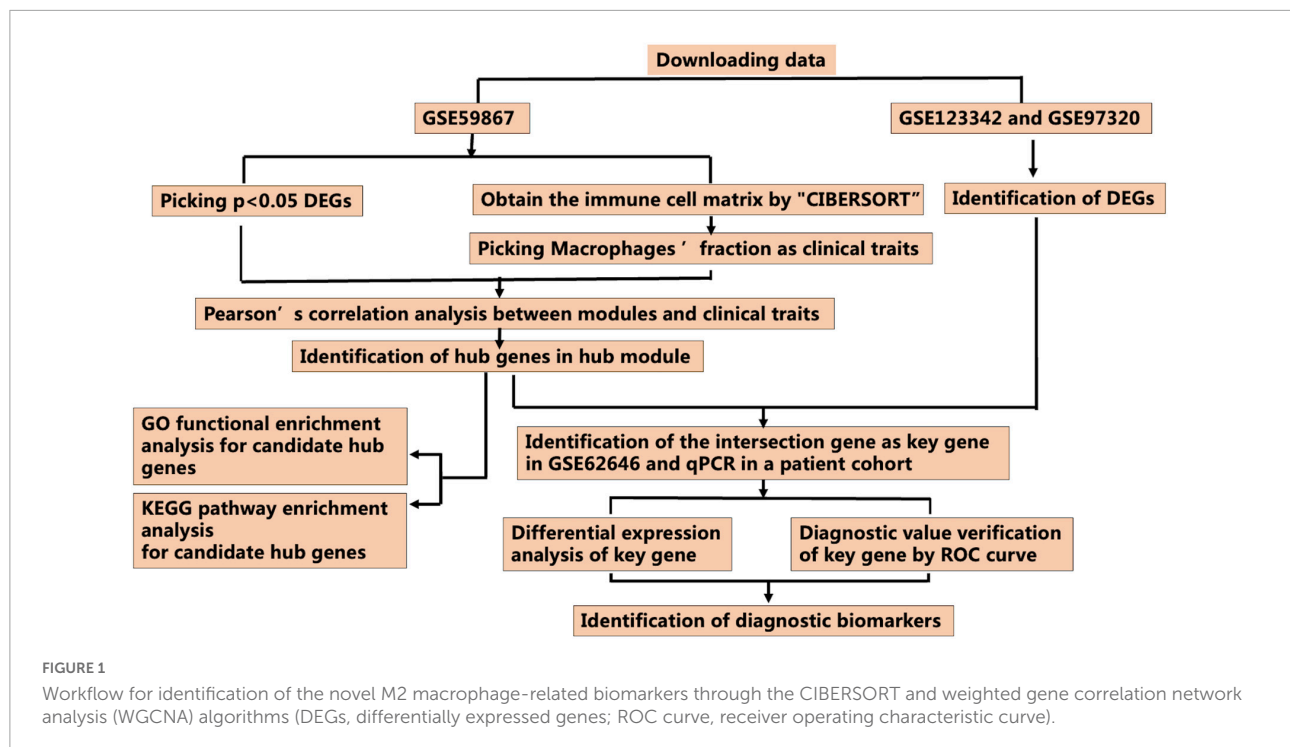 Downloading data
GSE59867
GSE123342 and GSE97320
Picking p<0.05 DEGs
Obtain the immune cell matrix by "CIBERSORT”
Identification of DEGs
Picking Macrophages ’ fraction as clinical traits
Pearson’ s correlation analysis between modules and clinical traits
Identification of hub genes in hub module
GO functional enrichment
analysis for candidate hub
genes
KEGG pathway enrichment
analysis
for candidate hub genes
Identification of the intersection gene as key gene
in GSE62646 and qPCR in a patient cohort
Differential expression
analysis of key gene
Diagnostic value verification
of key gene by ROC curve
Identification of diagnostic biomarkers
FIGURE 1
Workflow for identification of the novel M2 macrophage-related biomarkers through the CIBERSORT and weighted gene correlation network
analysis (WGCNA) algorithms (DEGs, differentially expressed genes; ROC curve, receiver operating characteristic curve).